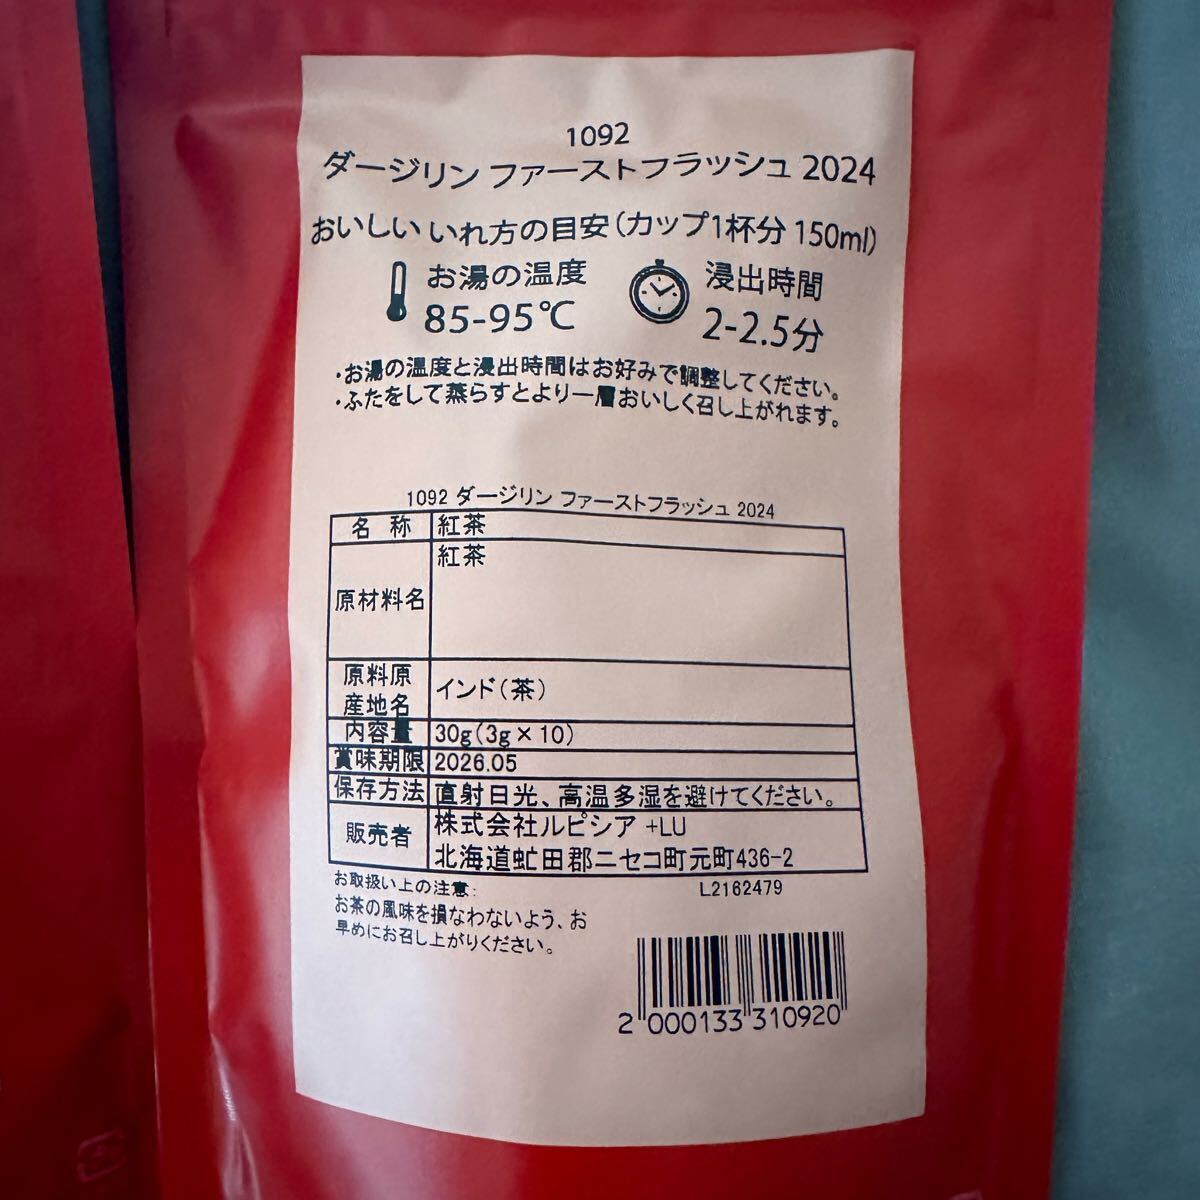 1092
ダージリン ファーストフラッシュ 2024
おいしい いれ方の目安(カップ1杯分 150ml)
お湯の温度
85-95℃
浸出時間
2-2.5分
・お湯の温度と浸出時間はお好みで調整してください。
・ふたをして蒸らすとより一層おいしく召し上がれます。
1092 ダージリン ファーストフラッシュ 2024
名 称 紅茶
原材料名 紅茶
原料原産地名 インド(茶)
内容量 30g(3g×10)
賞味期限 2026.05
保存方法 直射日光、高温多湿を避けてください。
販売者 株式会社ルピシア +LU
北海道虻田郡ニセコ町元町436-2
お取扱い上の注意:
L2162479
お茶の風味を損なわないよう、お
早めにお召し上がりください。
2 000133 310920